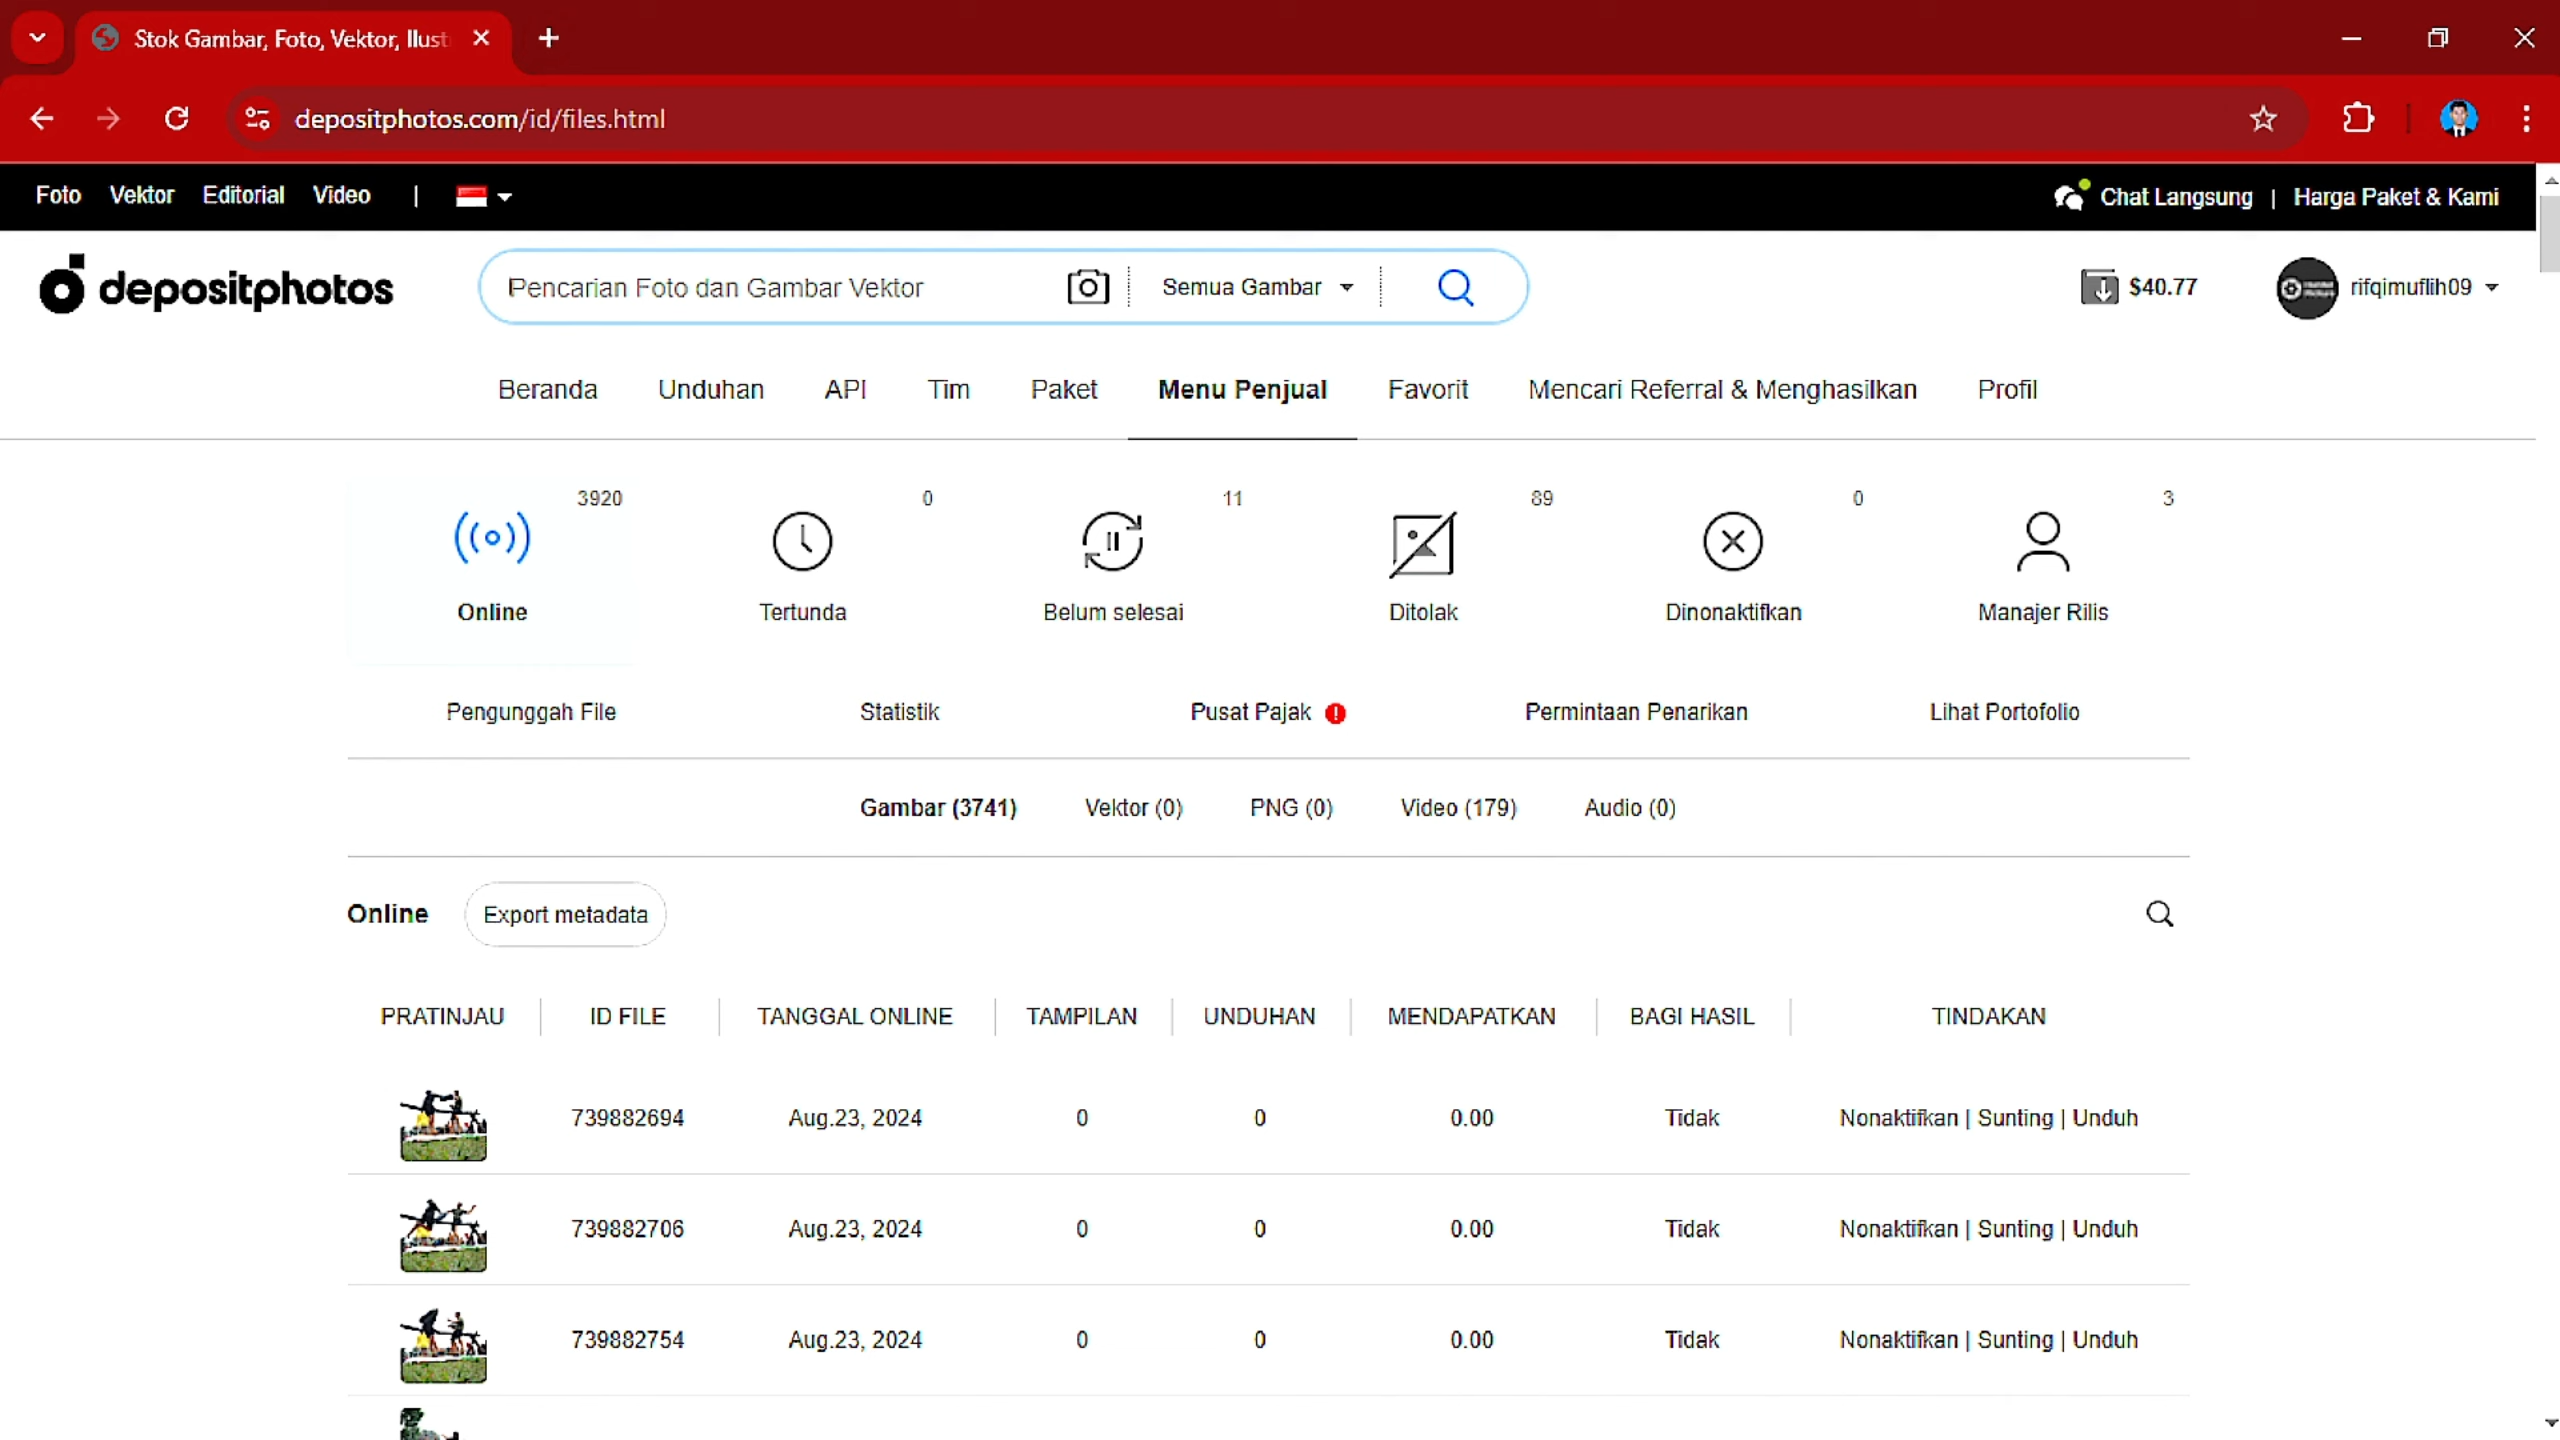 Stok Gambar, Foto, Vektor, Ilust
depositphotos.com/id/files.html
Foto Vektor Editorial Video |
Chat Langsung | Harga Paket & Kami
depositphotos
Pencarian Foto dan Gambar Vektor
Semua Gambar
$40.77
rifqimuflih09
Beranda Unduhan API Tim Paket Menu Penjual Favorit Mencari Referral & Menghasilkan Profil
3920 0 11 89 0 3
Online Tertunda Belum selesai Ditolak Dinonaktifkan Manajer Rilis
Pengunggah File Statistik Pusat Pajak ! Permintaan Penarikan Lihat Portofolio
Gambar (3741) Vektor (0) PNG (0) Video (179) Audio (0)
Online Export metadata
PRATINJAU ID FILE TANGGAL ONLINE TAMPILAN UNDUHAN MENDAPATKAN BAGI HASIL TINDAKAN
739882694 Aug.23, 2024 0 0 0.00 Tidak Nonaktifkan | Sunting | Unduh
739882706 Aug.23, 2024 0 0 0.00 Tidak Nonaktifkan | Sunting | Unduh
739882754 Aug.23, 2024 0 0 0.00 Tidak Nonaktifkan | Sunting | Unduh